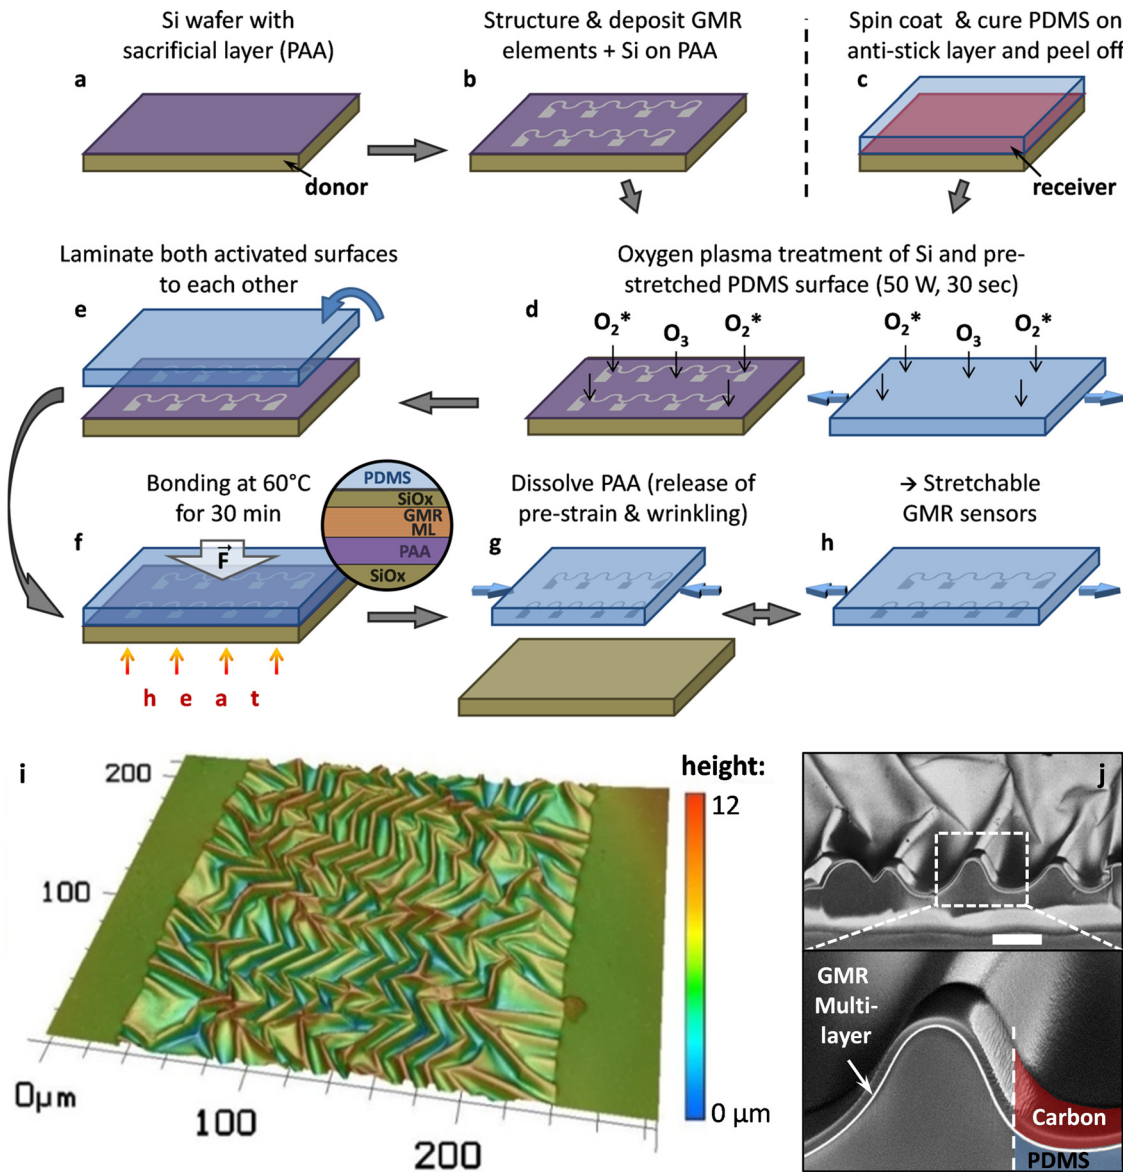 Si wafer with
sacrificial layer (PAA)
a
donor
Structure & deposit GMR
elements + Si on PAA
b
Spin coat & cure PDMS on
anti-stick layer and peel off
c
receiver
Laminate both activated surfaces
to each other
e
Oxygen plasma treatment of Si and pre-
stretched PDMS surface (50 W, 30 sec)
d
O2* O3 O2*
O2* O3 O2*
Bonding at 60°C
for 30 min
f
F
h e a t
PDMS
SiOx
GMR
ML
PAA
SiOx
Dissolve PAA (release of
pre-strain & wrinkling)
g
→ Stretchable
GMR sensors
h
i
200
100
0µm
100
200
height:
12
0 µm
j
GMR
Multi-
layer
Carbon
PDMS